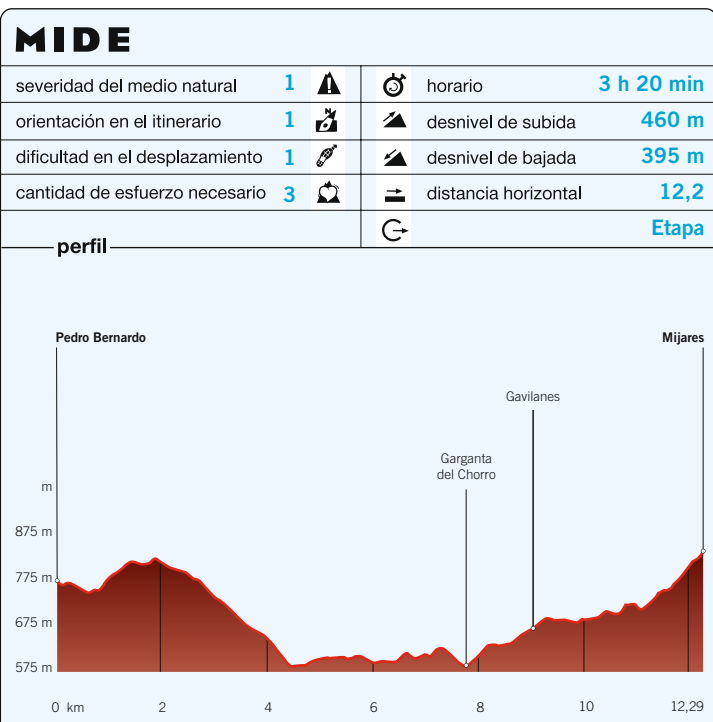 MIDE
severidad del medio natural 1
horario 3 h 20 min
orientación en el itinerario 1
desnivel de subida 460 m
dificultad en el desplazamiento 1
desnivel de bajada 395 m
cantidad de esfuerzo necesario 3
distancia horizontal 12,2
Etapa
perfil
Pedro Bernardo Mijares
Gavilanes
Garganta
del Chorro
m
875 m
775 m
675 m
575 m
0 km 2 4 6 8 10 12,29